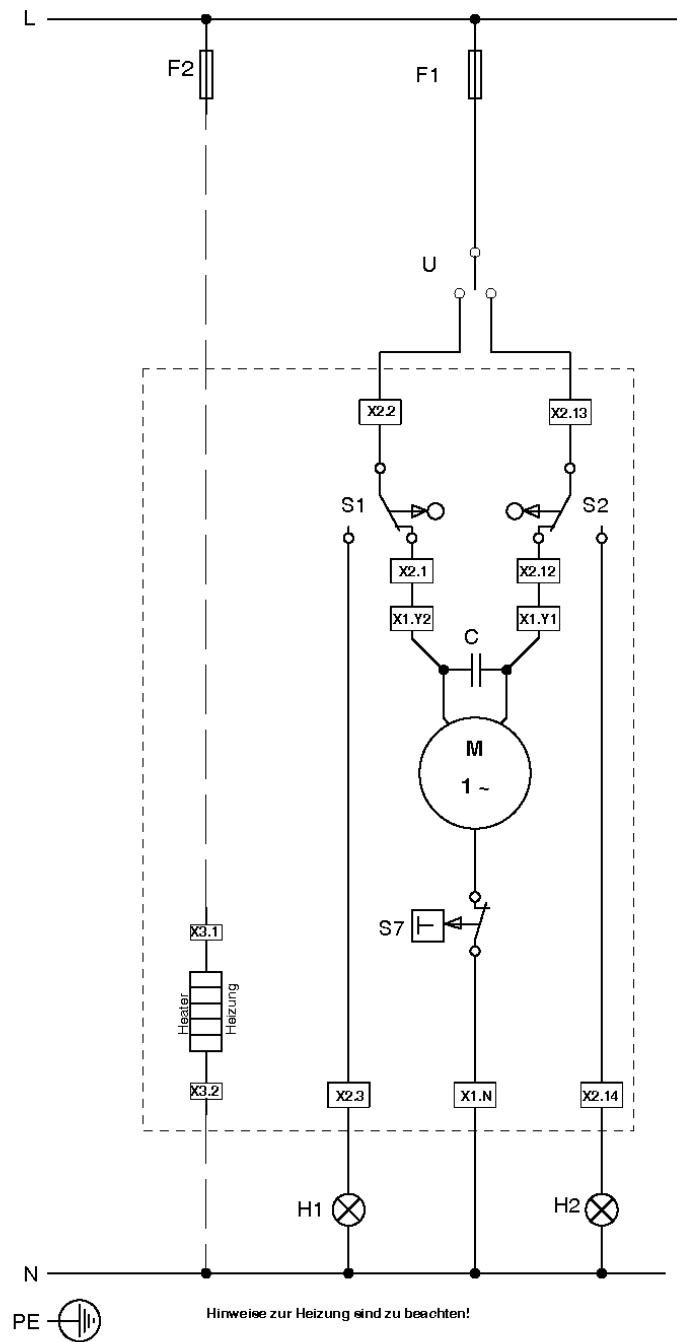 L
F2
F1
U
X2.2
X2.13
S1
S2
X2.1
X2.12
X1.Y2
X1.Y1
C
M
1 ~
S7
X3.1
Heater
Heizung
X3.2
X2.3
X1.N
X2.14
H1
H2
N
PE
Hinweise zur Heizung sind zu beachten!